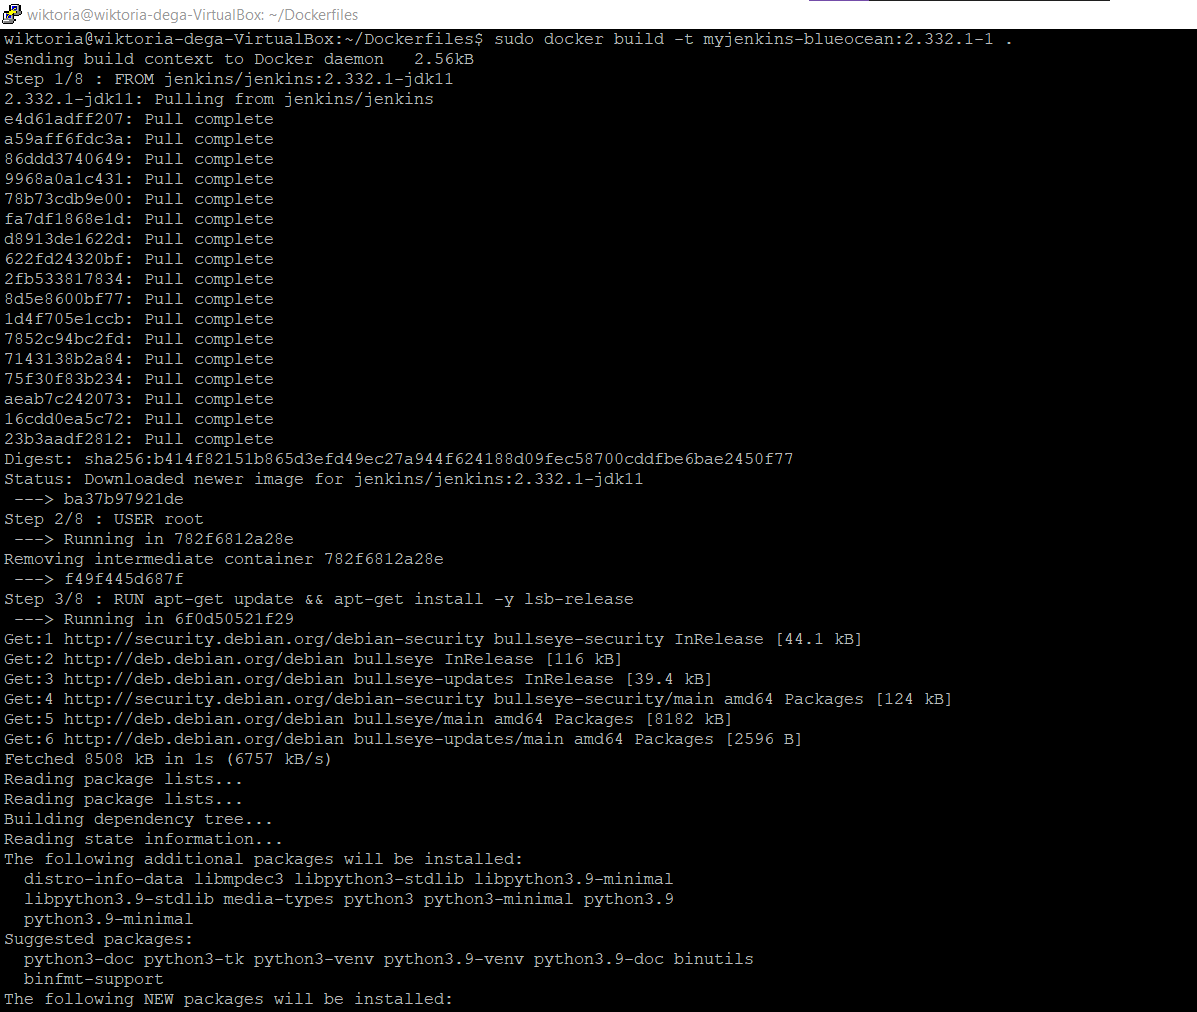 wiktoria@wiktoria-dega-VirtualBox: ~/Dockerfiles
wiktoria@wiktoria-dega-VirtualBox:~/Dockerfiles$ sudo docker build -t myjenkins-blueocean:2.332.1-1 .
Sending build context to Docker daemon   2.56kB
Step 1/8 : FROM jenkins/jenkins:2.332.1-jdk11
2.332.1-jdk11: Pulling from jenkins/jenkins
e4d61adff207: Pull complete
a59aff6fdc3a: Pull complete
86ddd3740649: Pull complete
9968a0a1c431: Pull complete
78b73cdb9e00: Pull complete
fa7df1868e1d: Pull complete
d8913de1622d: Pull complete
622fd24320bf: Pull complete
2fb533817834: Pull complete
8d5e8600bf77: Pull complete
1d4f705e1ccb: Pull complete
7852c94bc2fd: Pull complete
7143138b2a84: Pull complete
75f30f83b234: Pull complete
aeab7c242073: Pull complete
16cdd0ea5c72: Pull complete
23b3aadf2812: Pull complete
Digest: sha256:b414f82151b865d3efd49ec27a944f624188d09fec58700cddfbe6bae2450f77
Status: Downloaded newer image for jenkins/jenkins:2.332.1-jdk11
 ---> ba37b97921de
Step 2/8 : USER root
 ---> Running in 782f6812a28e
Removing intermediate container 782f6812a28e
 ---> f49f445d687f
Step 3/8 : RUN apt-get update && apt-get install -y lsb-release
 ---> Running in 6f0d50521f29
Get:1 http://security.debian.org/debian-security bullseye-security InRelease [44.1 kB]
Get:2 http://deb.debian.org/debian bullseye InRelease [116 kB]
Get:3 http://deb.debian.org/debian bullseye-updates InRelease [39.4 kB]
Get:4 http://security.debian.org/debian-security bullseye-security/main amd64 Packages [124 kB]
Get:5 http://deb.debian.org/debian bullseye/main amd64 Packages [8182 kB]
Get:6 http://deb.debian.org/debian bullseye-updates/main amd64 Packages [2596 B]
Fetched 8508 kB in 1s (6757 kB/s)
Reading package lists...
Reading package lists...
Building dependency tree...
Reading state information...
The following additional packages will be installed:
  distro-info-data libmpdec3 libpython3-stdlib libpython3.9-minimal
  libpython3.9-stdlib media-types python3 python3-minimal python3.9
  python3.9-minimal
Suggested packages:
  python3-doc python3-tk python3-venv python3.9-venv python3.9-doc binutils
  binfmt-support
The following NEW packages will be installed: